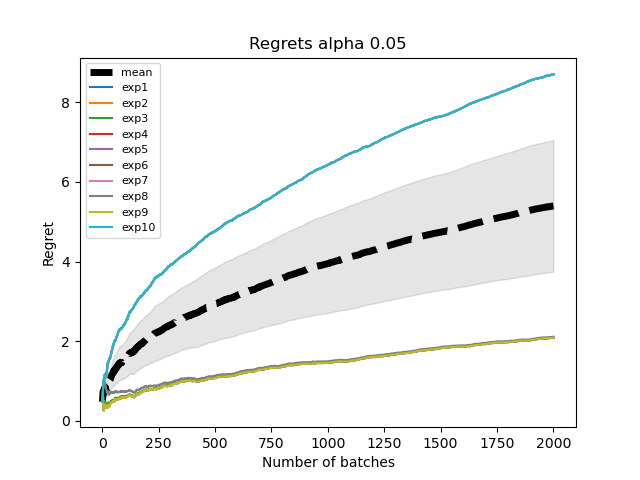 Regrets alpha 0.05
mean
exp1
exp2
exp3
exp4
exp5
exp6
exp7
exp8
exp9
exp10
Regret
8
6
4
2
0
0 250 500 750 1000 1250 1500 1750 2000
Number of batches